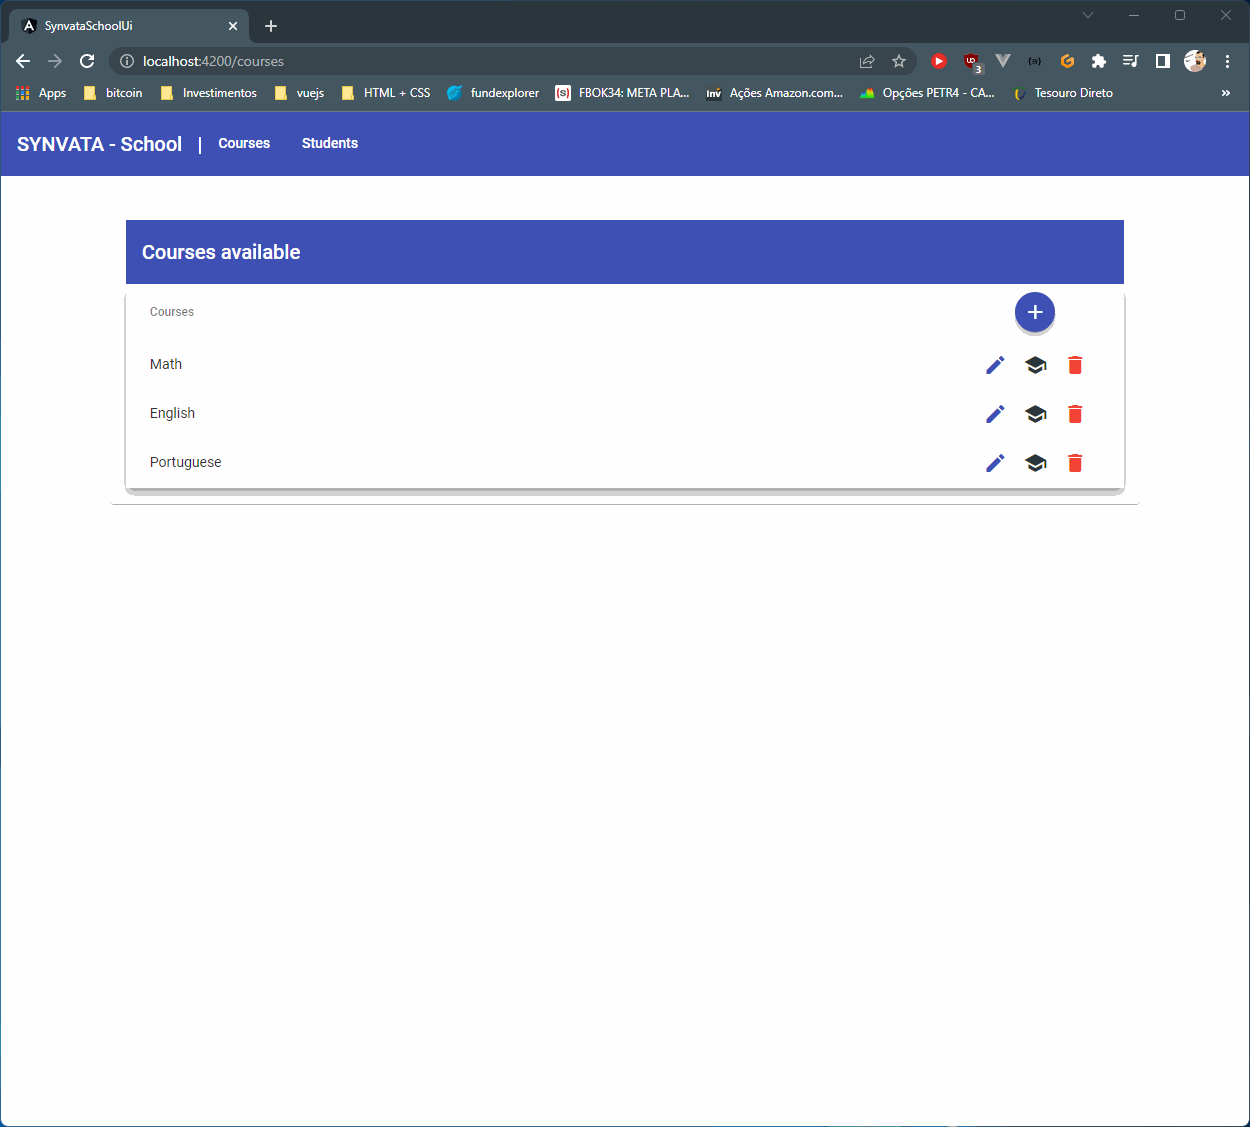 SynvataSchoolUi
localhost:4200/courses
3
Apps bitcoin Investimentos vuejs HTML + CSS fundexplorer FBOK34: META PLA... Ações Amazon.com... Opções PETR4 - CA... Tesouro Direto »
SYNVATA - School | Courses Students
Courses available
Courses
Math
English
Portuguese